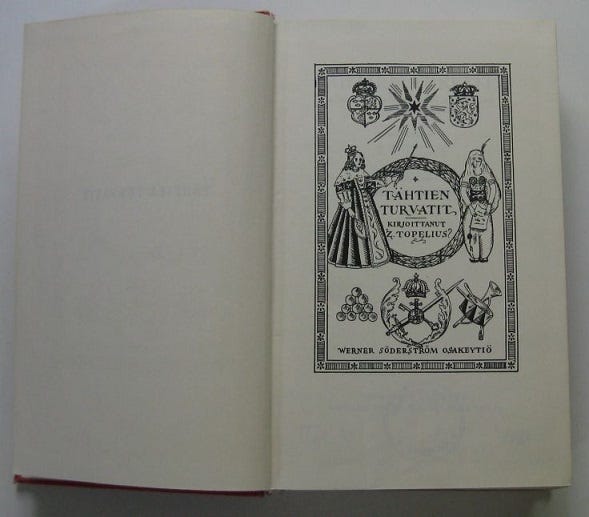 TÄHTIEN
TURVATIT
KIRJOITTANUT
Z. TOPELIUS
WERNER SÖDERSTRÖM OSAKEYTIÖ